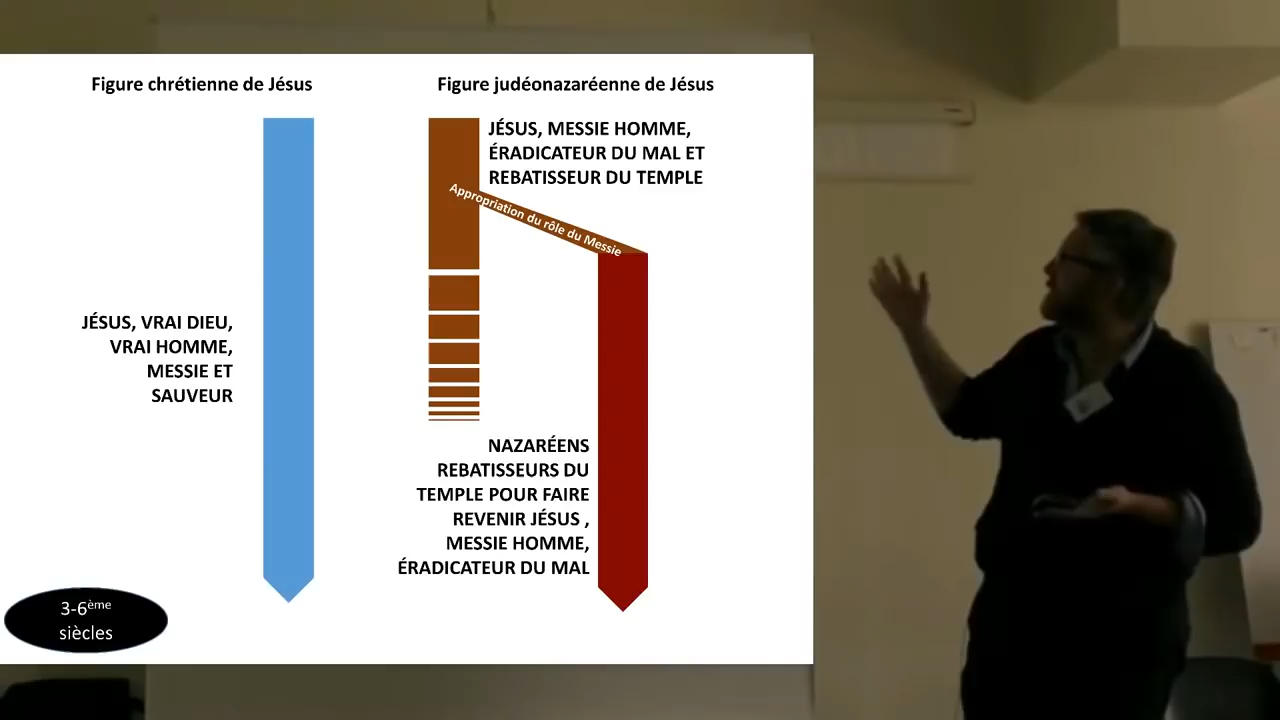 Figure chrétienne de Jésus
Figure judéonazaréenne de Jésus
JÉSUS, MESSIE HOMME,
ÉRADICATEUR DU MAL ET
REBATISSEUR DU TEMPLE
Appropriation du rôle du Messie
JÉSUS, VRAI DIEU,
VRAI HOMME,
MESSIE ET
SAUVEUR
NAZARÉENS
REBATISSEURS DU
TEMPLE POUR FAIRE
REVENIR JÉSUS ,
MESSIE HOMME,
ÉRADICATEUR DU MAL
3-6ème
siècles